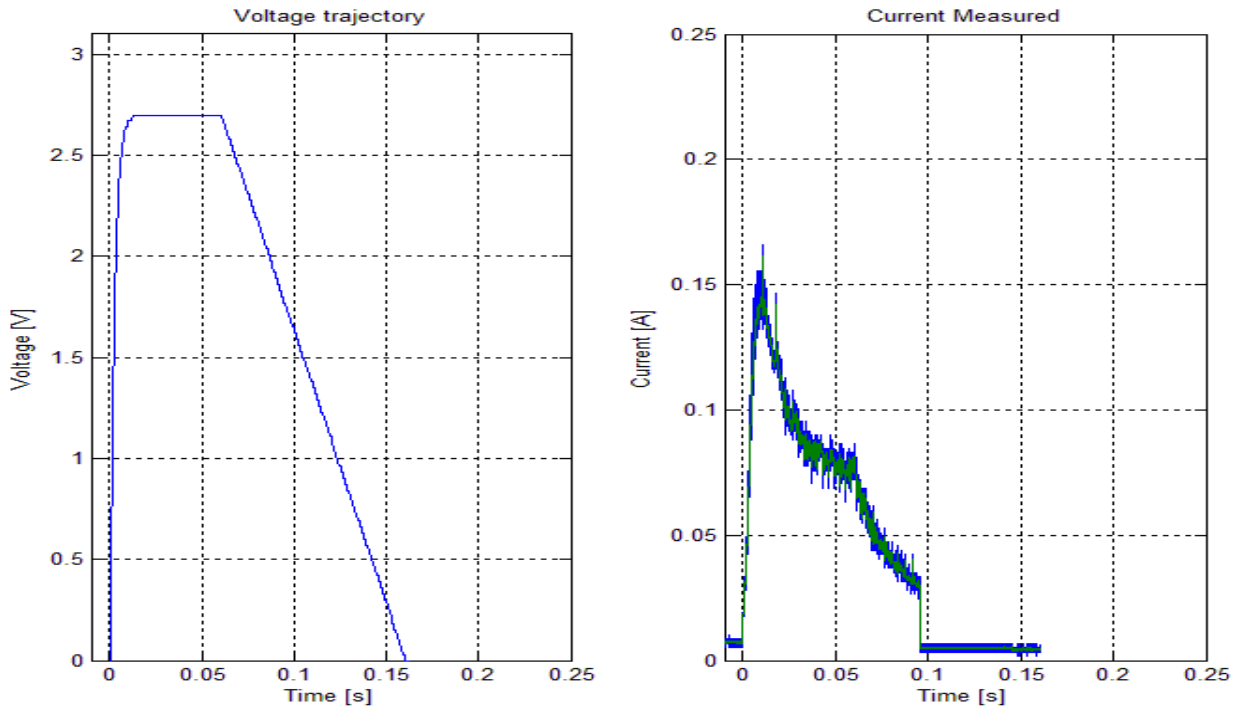 Voltage trajectory
Voltage [V]
3
2.5
2
1.5
1
0.5
0
0 0.05 0.1 0.15 0.2 0.25
Time [s]
Current Measured
Current [A]
0.25
0.2
0.15
0.1
0.05
0
0 0.05 0.1 0.15 0.2 0.25
Time [s]